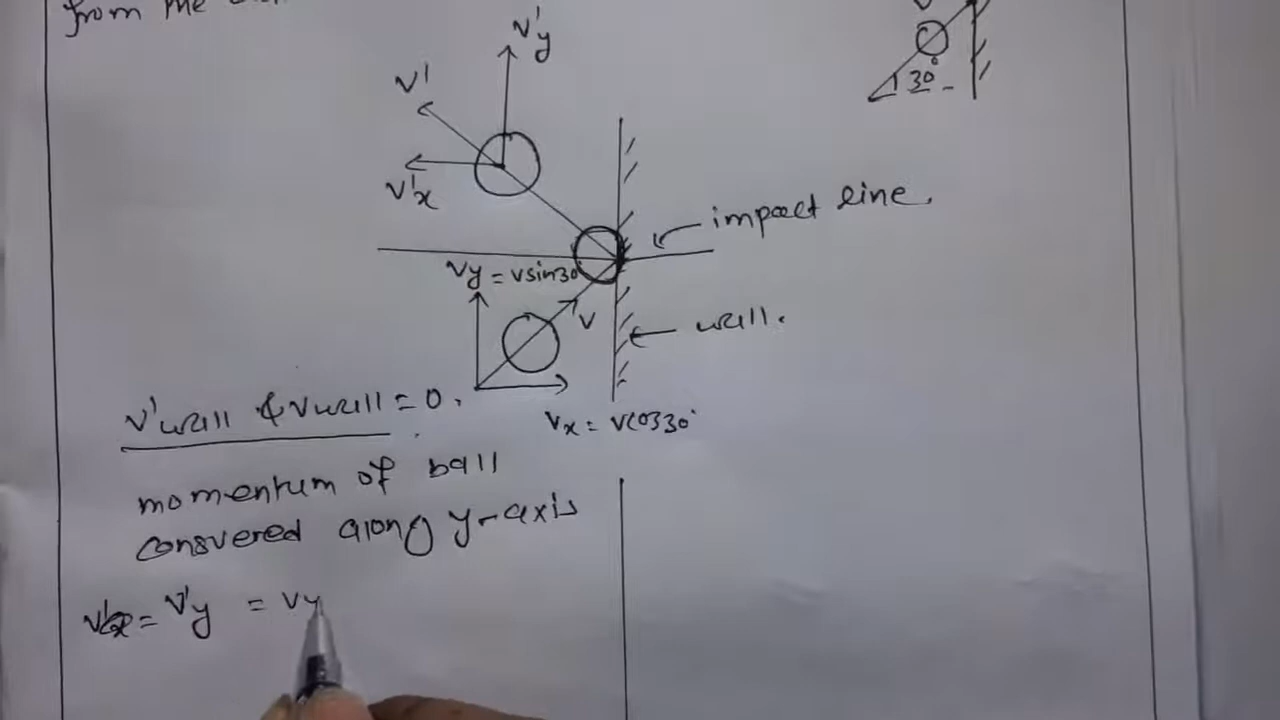 from the
V'y
V'
V'x
30°
impact line.
Vy = vsin30°
V
wall.
V'wall & Vwall = 0.
Vx = Vcos30°
momentum of ball
consvered along y-axis
= V'y = Vy